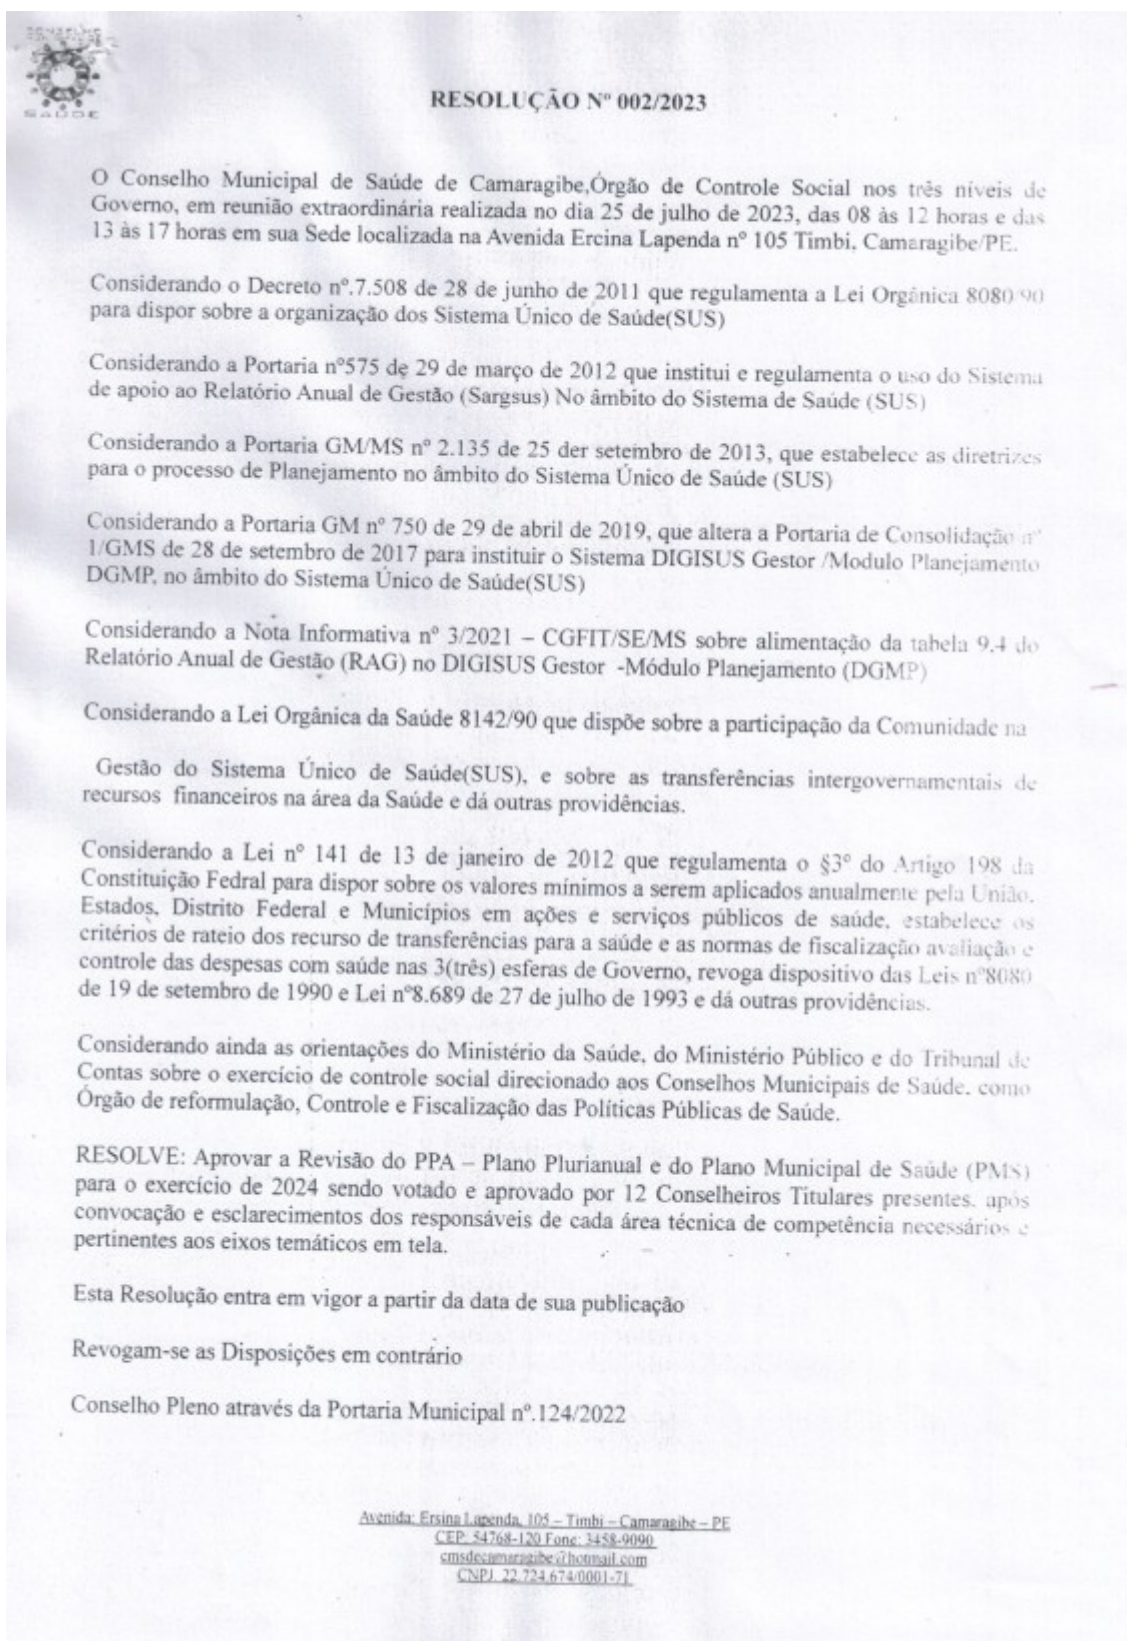 SAÚDE
RESOLUÇÃO Nº 002/2023
O Conselho Municipal de Saúde de Camaragibe,Órgão de Controle Social nos três níveis de
Governo, em reunião extraordinária realizada no dia 25 de julho de 2023, das 08 às 12 horas e das
13 às 17 horas em sua Sede localizada na Avenida Ercina Lapenda nº 105 Timbi, Camaragibe/PE.
Considerando o Decreto nº.7.508 de 28 de junho de 2011 que regulamenta a Lei Orgânica 8080/90
para dispor sobre a organização dos Sistema Único de Saúde(SUS)
Considerando a Portaria nº575 de 29 de março de 2012 que institui e regulamenta o uso do Sistema
de apoio ao Relatório Anual de Gestão (Sargsus) No âmbito do Sistema de Saúde (SUS)
Considerando a Portaria GM/MS nº 2.135 de 25 der setembro de 2013, que estabelece as diretrizes
para o processo de Planejamento no âmbito do Sistema Único de Saúde (SUS)
Considerando a Portaria GM nº 750 de 29 de abril de 2019, que altera a Portaria de Consolidação nº
1/GMS de 28 de setembro de 2017 para instituir o Sistema DIGISUS Gestor /Modulo Planejamento
DGMP, no âmbito do Sistema Único de Saúde(SUS)
Considerando a Nota Informativa nº 3/2021 – CGFIT/SE/MS sobre alimentação da tabela 9.4 do
Relatório Anual de Gestão (RAG) no DIGISUS Gestor -Módulo Planejamento (DGMP)
Considerando a Lei Orgânica da Saúde 8142/90 que dispõe sobre a participação da Comunidade na
Gestão do Sistema Único de Saúde(SUS), e sobre as transferências intergovernamentais de
recursos financeiros na área da Saúde e dá outras providências.
Considerando a Lei nº 141 de 13 de janeiro de 2012 que regulamenta o §3º do Artigo 198 da
Constituição Fedral para dispor sobre os valores mínimos a serem aplicados anualmente pela União,
Estados, Distrito Federal e Municípios em ações e serviços públicos de saúde, estabelece os
critérios de rateio dos recurso de transferências para a saúde e as normas de fiscalização avaliação e
controle das despesas com saúde nas 3(três) esferas de Governo, revoga dispositivo das Leis nº8080
de 19 de setembro de 1990 e Lei nº8.689 de 27 de julho de 1993 e dá outras providências.
Considerando ainda as orientações do Ministério da Saúde, do Ministério Público e do Tribunal de
Contas sobre o exercício de controle social direcionado aos Conselhos Municipais de Saúde. como
Órgão de reformulação, Controle e Fiscalização das Políticas Públicas de Saúde.
RESOLVE: Aprovar a Revisão do PPA – Plano Plurianual e do Plano Municipal de Saúde (PMS)
para o exercício de 2024 sendo votado e aprovado por 12 Conselheiros Titulares presentes. após
convocação e esclarecimentos dos responsáveis de cada área técnica de competência necessários e
pertinentes aos eixos temáticos em tela.
Esta Resolução entra em vigor a partir da data de sua publicação
Revogam-se as Disposições em contrário
Conselho Pleno através da Portaria Municipal nº.124/2022
Avenida: Ersina Lapenda, 105 – Timbi – Camaragibe – PE
CEP: 54768-120 Fone: 3458-9090
cmsdecamaragibe@hotmail.com
CNPJ. 22.724.674/0001-71